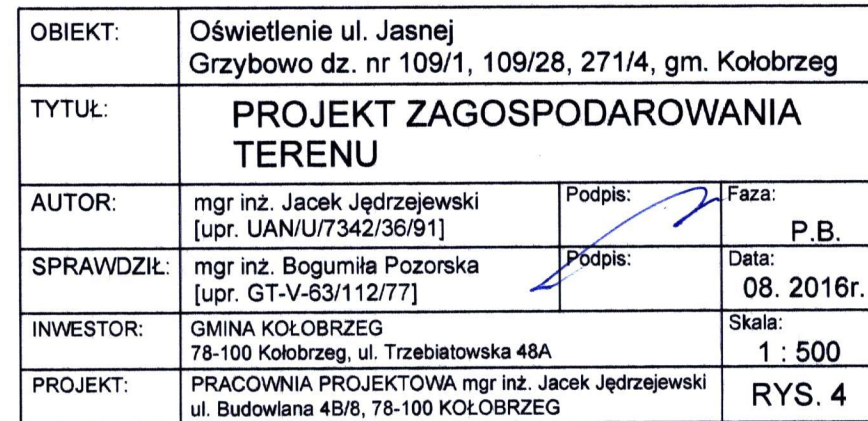 OBIEKT: Oświetlenie ul. Jasnej
Grzybowo dz. nr 109/1, 109/28, 271/4, gm. Kołobrzeg
TYTUŁ: PROJEKT ZAGOSPODAROWANIA
TERENU
AUTOR: mgr inż. Jacek Jędrzejewski Podpis: Faza:
[upr. UAN/U/7342/36/91] P.B.
SPRAWDZIŁ: mgr inż. Bogumiła Pozorska Podpis: Data:
[upr. GT-V-63/112/77] 08. 2016r.
INWESTOR: GMINA KOŁOBRZEG Skala:
78-100 Kołobrzeg, ul. Trzebiatowska 48A 1 : 500
PROJEKT: PRACOWNIA PROJEKTOWA mgr inż. Jacek Jędrzejewski RYS. 4
ul. Budowlana 4B/8, 78-100 KOŁOBRZEG